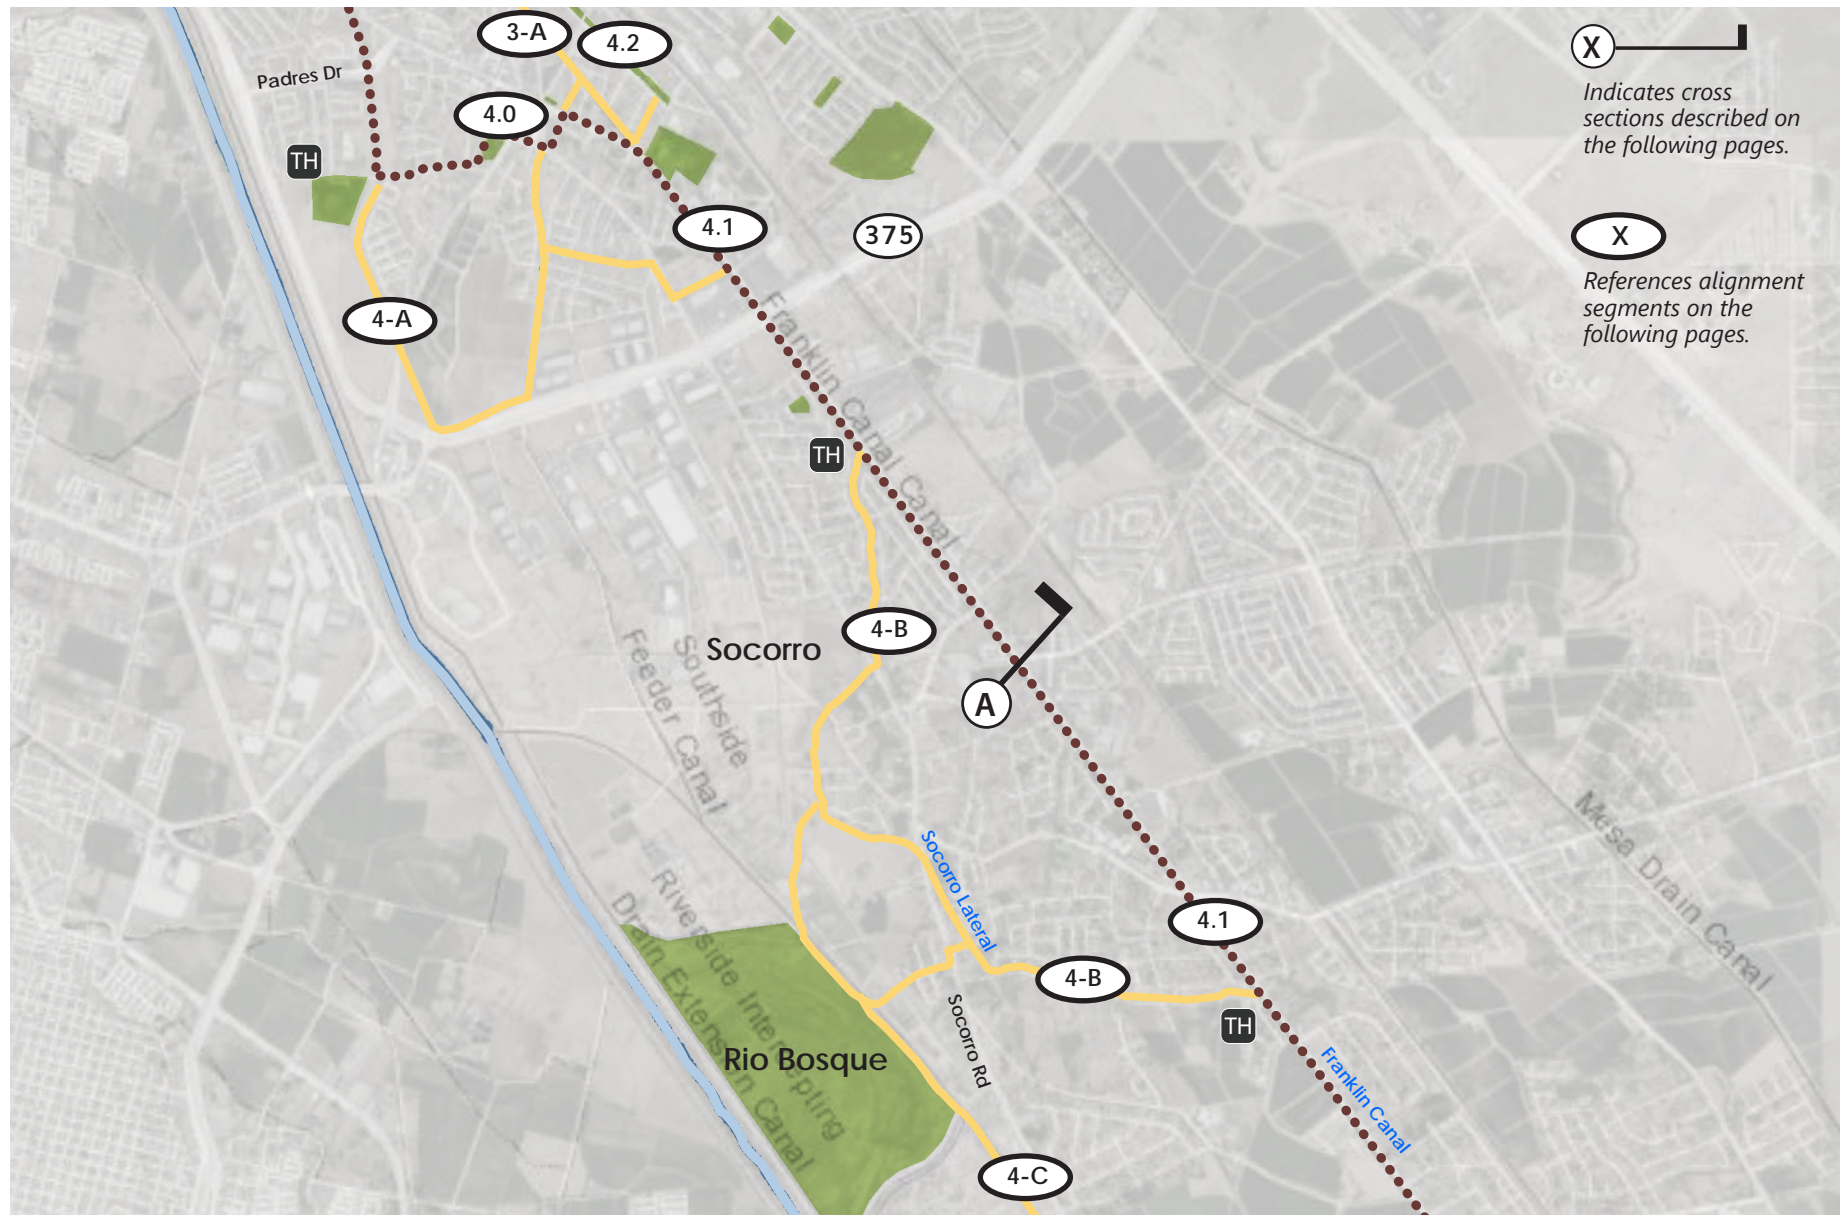 3-A
4.2
X
Padres Dr
Indicates cross
sections described on
the following pages.
4.0
TH
4.1
375
X
References alignment
segments on the
following pages.
4-A
Franklin Canal Canal
TH
4-B
Socorro
Southside
Feeder Canal
A
Mesa Drain Canal
Socorro Lateral
4.1
Riverside Intercepting
Drain Extension Canal
4-B
Socorro Rd
TH
Rio Bosque
Franklin Canal
4-C